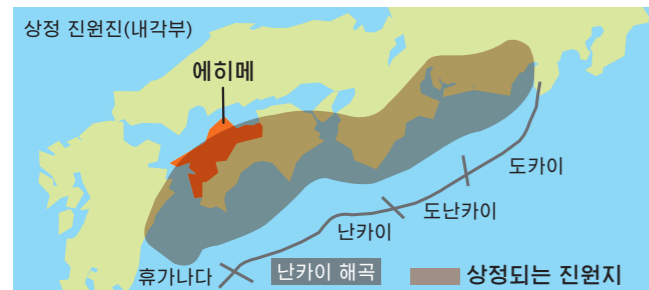 상정 진원진(내각부)
에히메
도카이
도난카이
난카이
휴가나다
난카이 해곡
상정되는 진원지